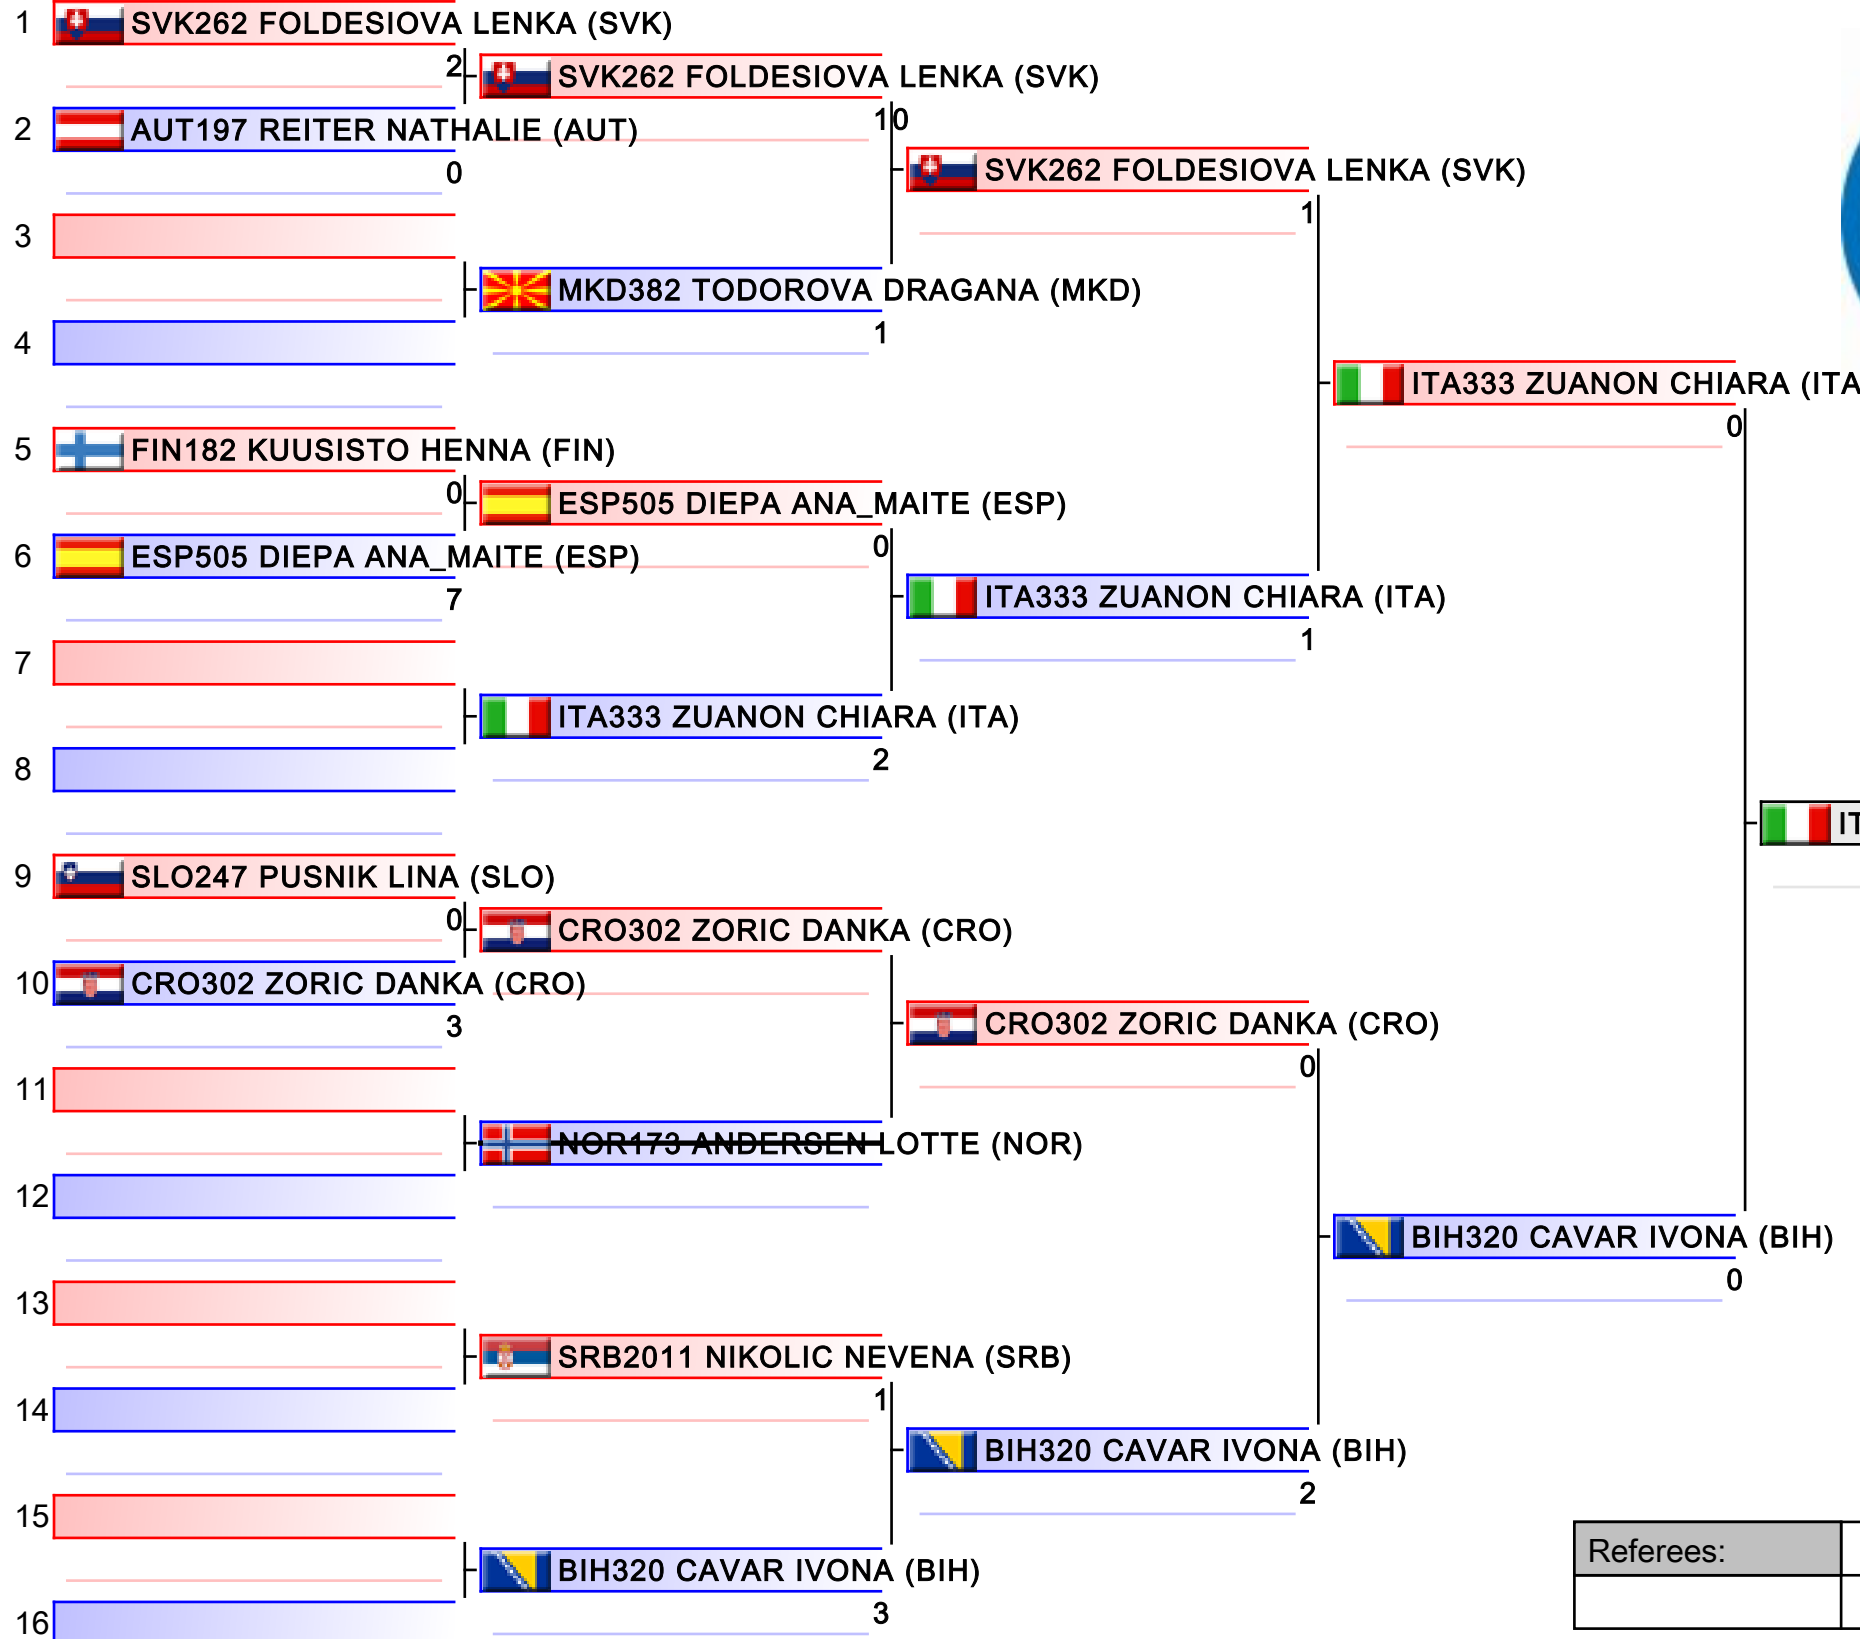 1 SVK262 FOLDESIOVA LENKA (SVK)
2
SVK262 FOLDESIOVA LENKA (SVK)
10
2 AUT197 REITER NATHALIE (AUT)
0
SVK262 FOLDESIOVA LENKA (SVK)
1
3
MKD382 TODOROVA DRAGANA (MKD)
1
4
ITA333 ZUANON CHIARA (ITA
0
5 FIN182 KUUSISTO HENNA (FIN)
0
ESP505 DIEPA ANA_MAITE (ESP)
0
6 ESP505 DIEPA ANA_MAITE (ESP)
7
ITA333 ZUANON CHIARA (ITA)
1
7
ITA333 ZUANON CHIARA (ITA)
2
8
IT
9 SLO247 PUSNIK LINA (SLO)
0
CRO302 ZORIC DANKA (CRO)
10 CRO302 ZORIC DANKA (CRO)
3
CRO302 ZORIC DANKA (CRO)
0
11
NOR173 ANDERSEN LOTTE (NOR)
12
BIH320 CAVAR IVONA (BIH)
0
13
SRB2011 NIKOLIC NEVENA (SRB)
1
14
BIH320 CAVAR IVONA (BIH)
2
15
Referees:
BIH320 CAVAR IVONA (BIH)
3
16